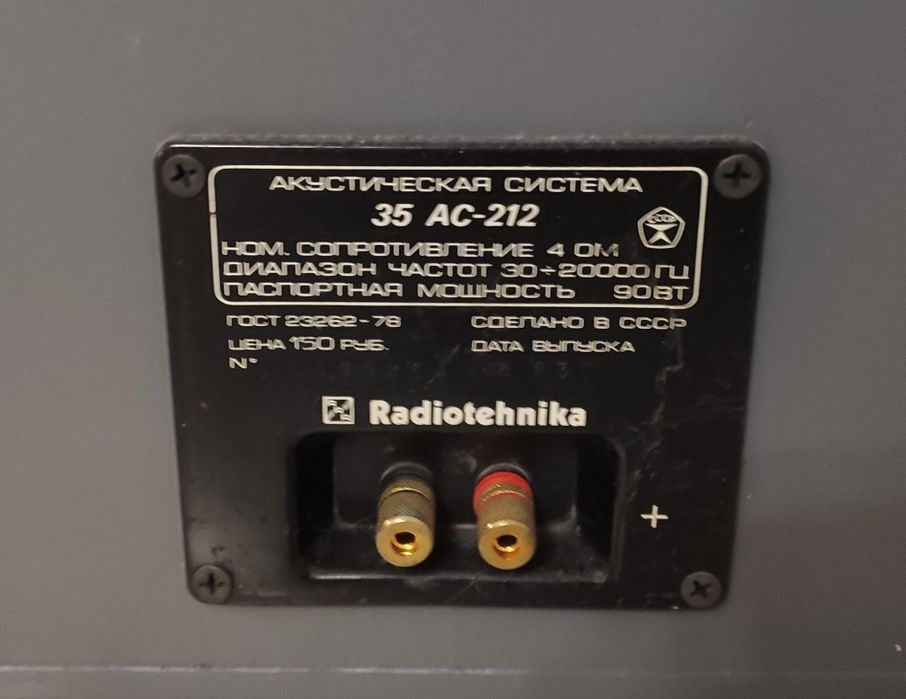 АКУСТИЧЕСКАЯ СИСТЕМА
35 АС-212
СССР
НОМ. СОПРОТИВЛЕНИЕ 4 ОМ
ДИАПАЗОН ЧАСТОТ 30÷20000 ГЦ
ПАСПОРТНАЯ МОЩНОСТЬ 90 ВТ
ГОСТ 23262-78 СДЕЛАНО В СССР
ЦЕНА 150 РУБ. ДАТА ВЫПУСКА
N°
Radiotehnika
+